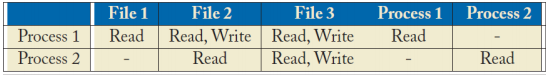 File 1 File 2 File 3 Process 1 Process 2
Process 1 Read Read, Write Read, Write Read -
Process 2 - Read Read, Write - Read